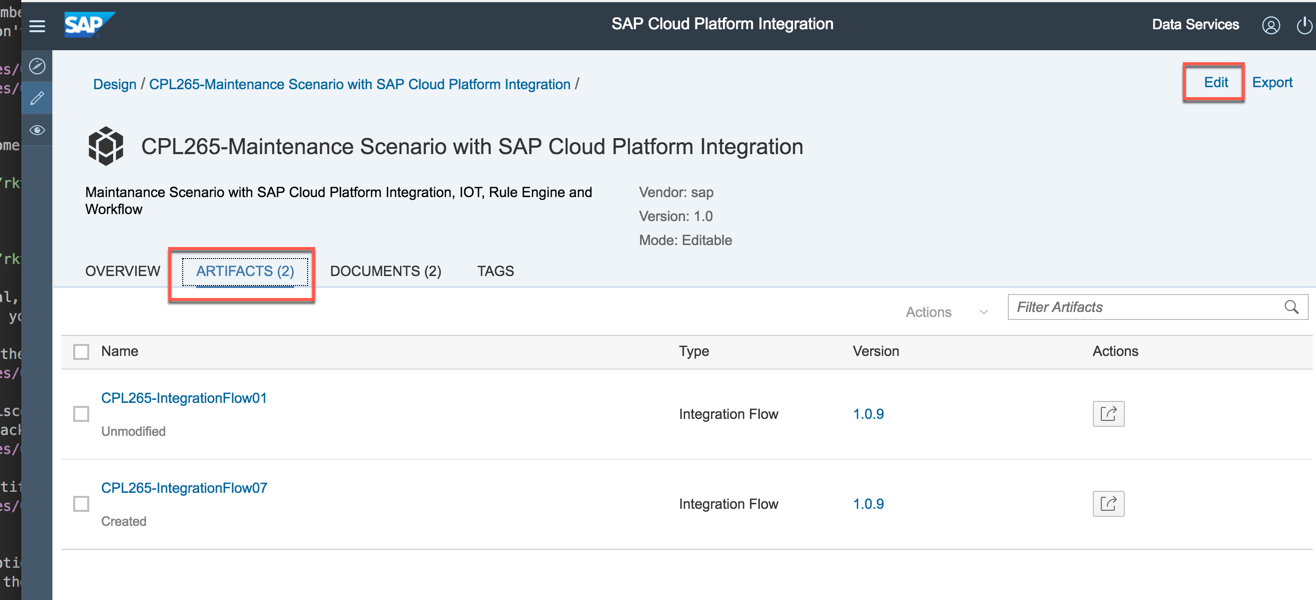 SAP
SAP Cloud Platform Integration
Data Services
Design / CPL265-Maintenance Scenario with SAP Cloud Platform Integration /
Edit
Export
CPL265-Maintenance Scenario with SAP Cloud Platform Integration
Maintanance Scenario with SAP Cloud Platform Integration, IOT, Rule Engine and
Workflow
Vendor: sap
Version: 1.0
Mode: Editable
OVERVIEW ARTIFACTS (2) DOCUMENTS (2) TAGS
Actions
Filter Artifacts
Name Type Version Actions
CPL265-IntegrationFlow01
Unmodified
Integration Flow 1.0.9
CPL265-IntegrationFlow07
Created
Integration Flow 1.0.9